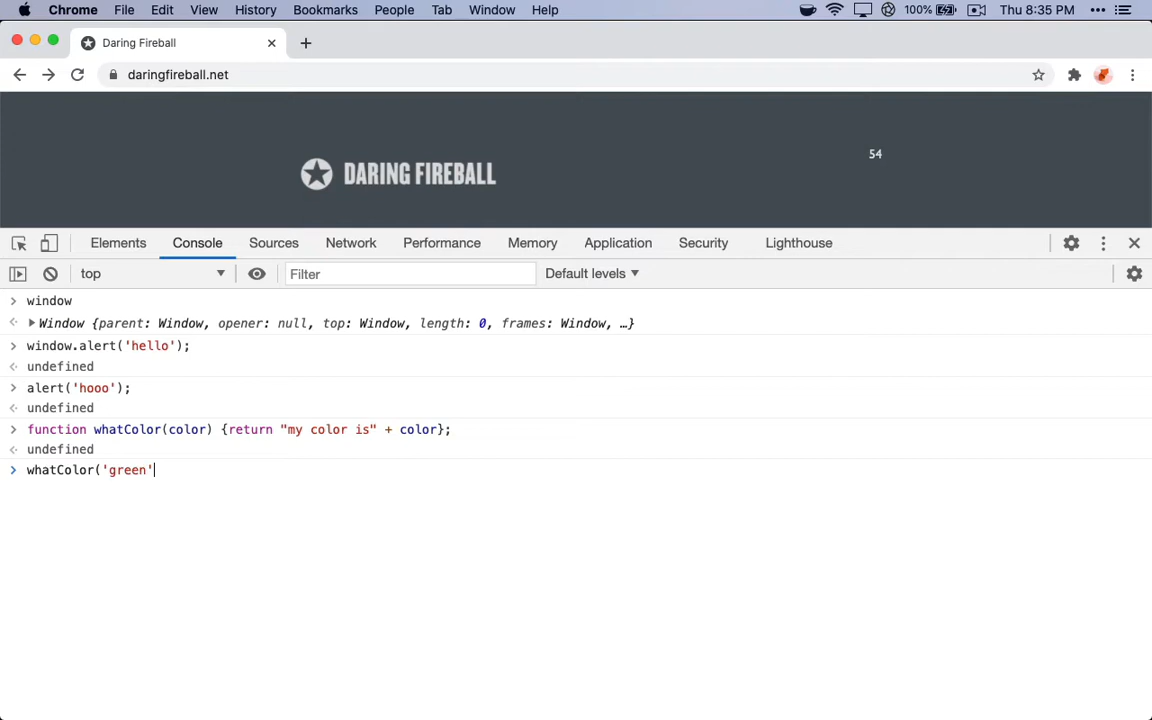 Chrome File Edit View History Bookmarks People Tab Window Help 100% Thu 8:35 PM
Daring Fireball
daringfireball.net
54
DARING FIREBALL
Elements Console Sources Network Performance Memory Application Security Lighthouse
top Filter Default levels
window
Window {parent: Window, opener: null, top: Window, length: 0, frames: Window, …}
window.alert('hello');
undefined
alert('hooo');
undefined
function whatColor(color) {return "my color is" + color};
undefined
whatColor('green'